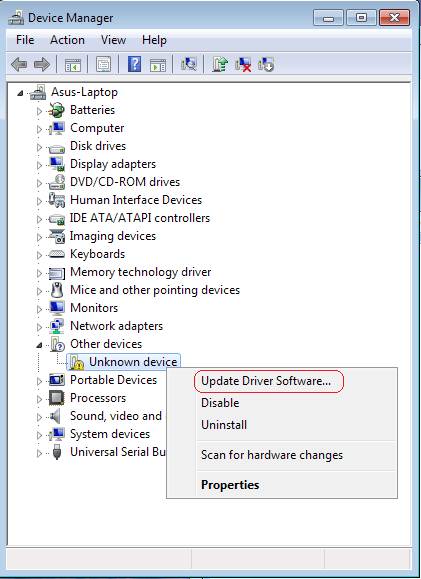 Device Manager
File Action View Help
Asus-Laptop
Batteries
Computer
Disk drives
Display adapters
DVD/CD-ROM drives
Human Interface Devices
IDE ATA/ATAPI controllers
Imaging devices
Keyboards
Memory technology driver
Mice and other pointing devices
Monitors
Network adapters
Other devices
Unknown device
Portable Devices
Processors
Sound, video and
System devices
Universal Serial Bu
Update Driver Software...
Disable
Uninstall
Scan for hardware changes
Properties